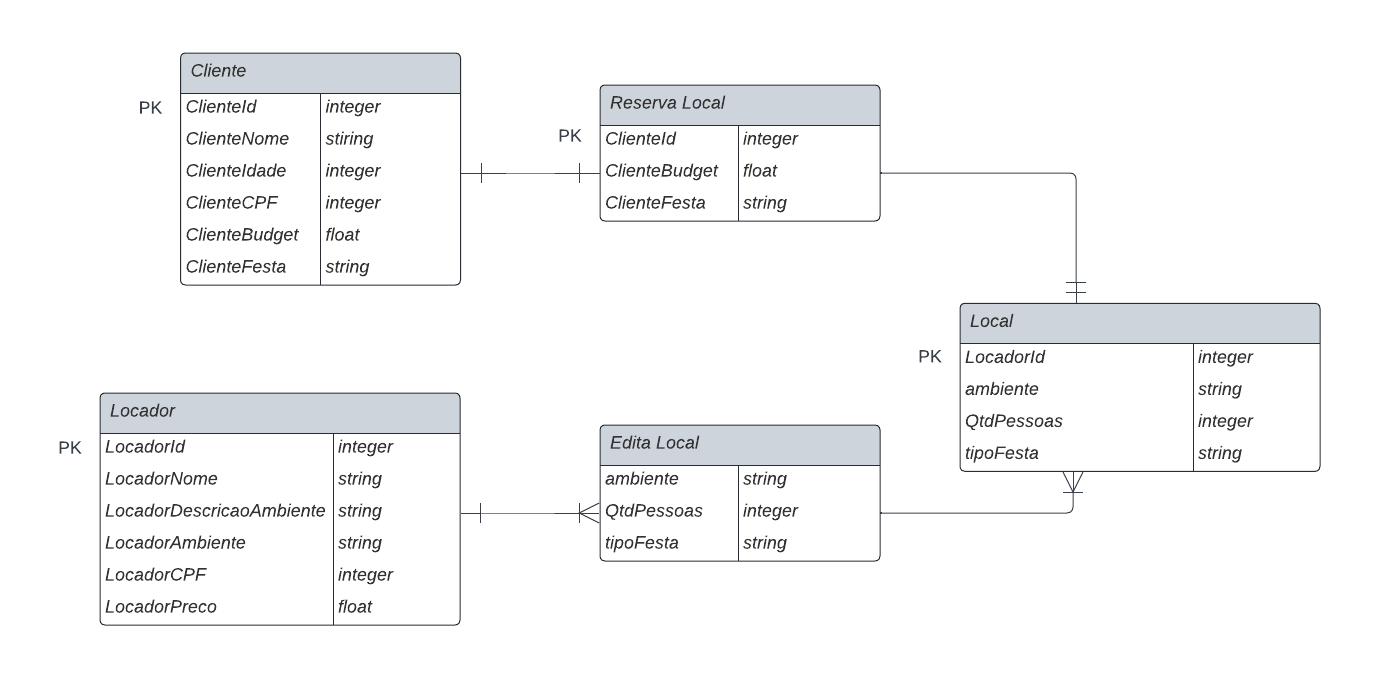 Cliente
PK ClienteId integer
ClienteNome stiring
ClienteIdade integer
ClienteCPF integer
ClienteBudget float
ClienteFesta string
Reserva Local
PK ClienteId integer
ClienteBudget float
ClienteFesta string
Local
PK LocadorId integer
ambiente string
QtdPessoas integer
tipoFesta string
Locador
PK LocadorId integer
LocadorNome string
LocadorDescricaoAmbiente string
LocadorAmbiente string
LocadorCPF integer
LocadorPreco float
Edita Local
ambiente string
QtdPessoas integer
tipoFesta string